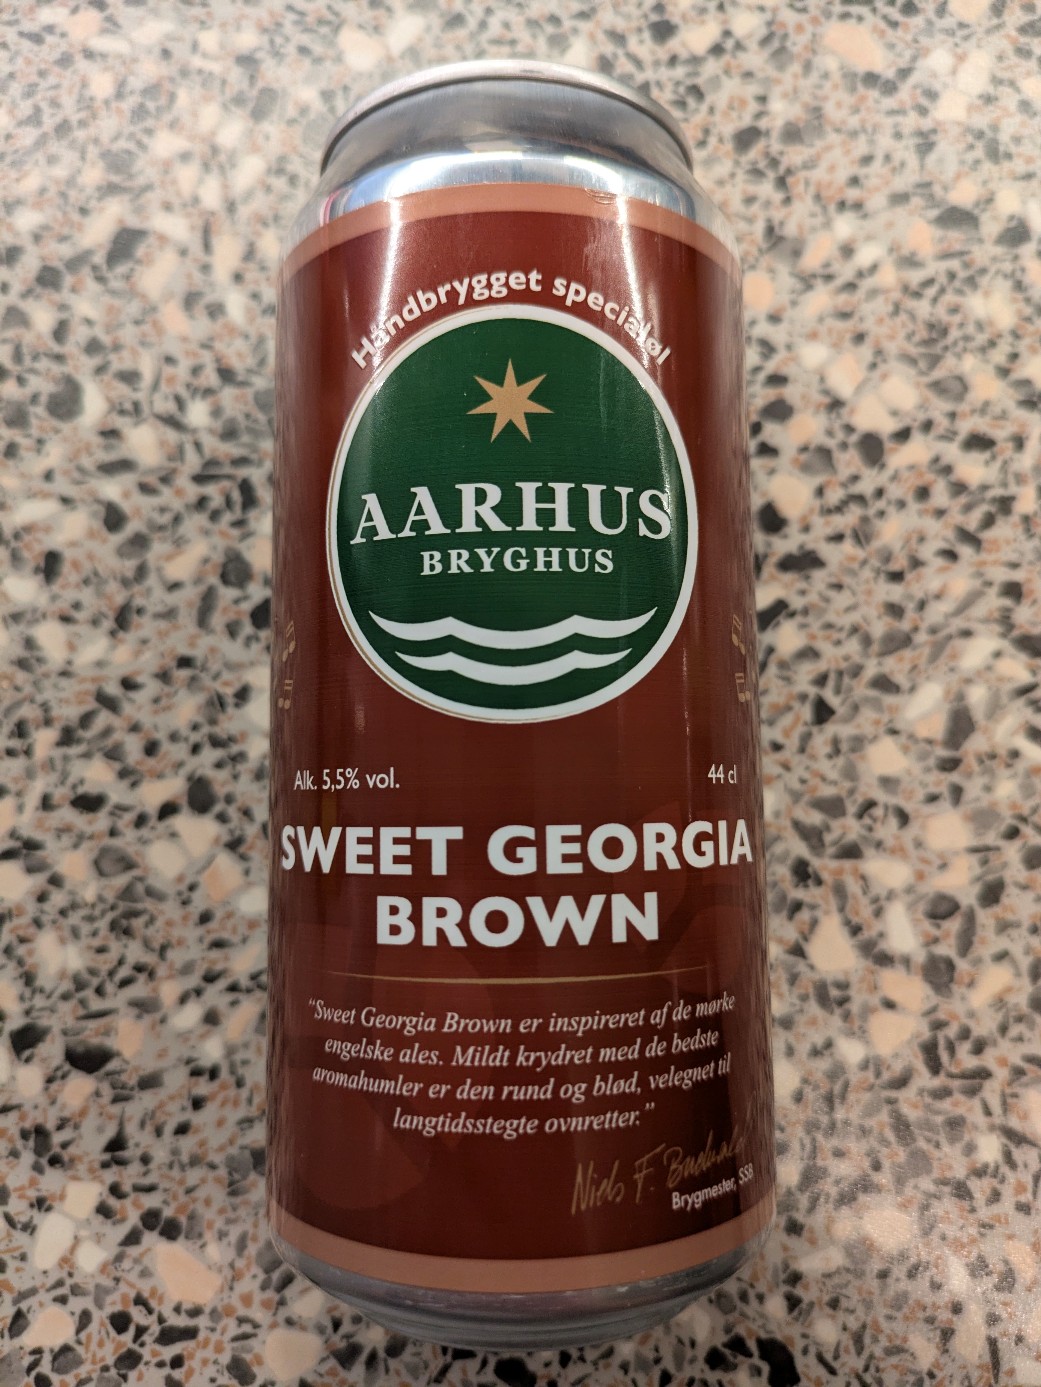 Håndbrygget specialøl
AARHUS
BRYGHUS
Alk. 5,5% vol.
44 cl
SWEET GEORGIA
BROWN
“Sweet Georgia Brown er inspireret af de mørke
engelske ales. Mildt krydret med de bedste
aromahumler er den rund og blød, velegnet til
langtidsstegte ovnretter.”
Niels F. Buchwald
Brygmester, SSB